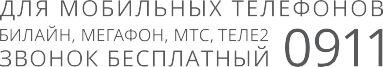 ДЛЯ МОБИЛЬНЫХ ТЕЛЕФОНОВ
БИЛАЙН, МЕГАФОН, МТС, ТЕЛЕ2
ЗВОНОК БЕСПЛАТНЫЙ
0911